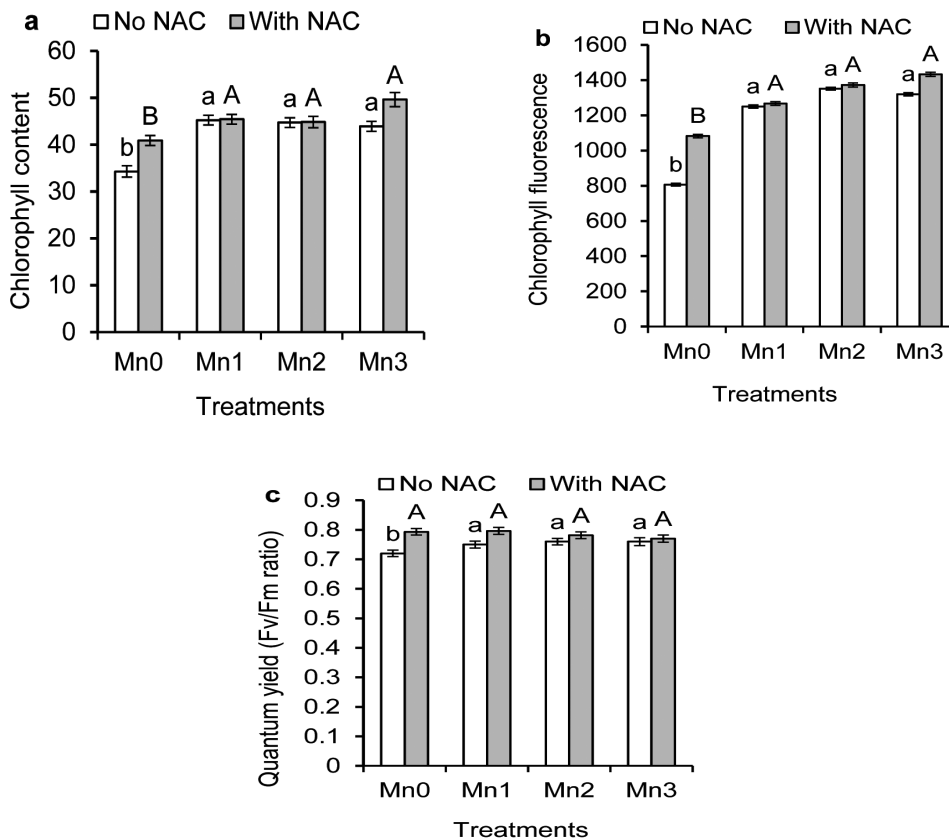 a
No NAC With NAC
Chlorophyll content
60
50
40
30
20
10
0
b B a A a A a A
Mn0 Mn1 Mn2 Mn3
Treatments
b
No NAC With NAC
Chlorophyll fluorescence
1600
1400
1200
1000
800
600
400
200
0
b B a A a A a A
Mn0 Mn1 Mn2 Mn3
Treatments
c
No NAC With NAC
Quantum yield (Fv/Fm ratio)
0.9
0.8
0.7
0.6
0.5
0.4
0.3
0.2
0.1
0
b A a A a A a A
Mn0 Mn1 Mn2 Mn3
Treatments